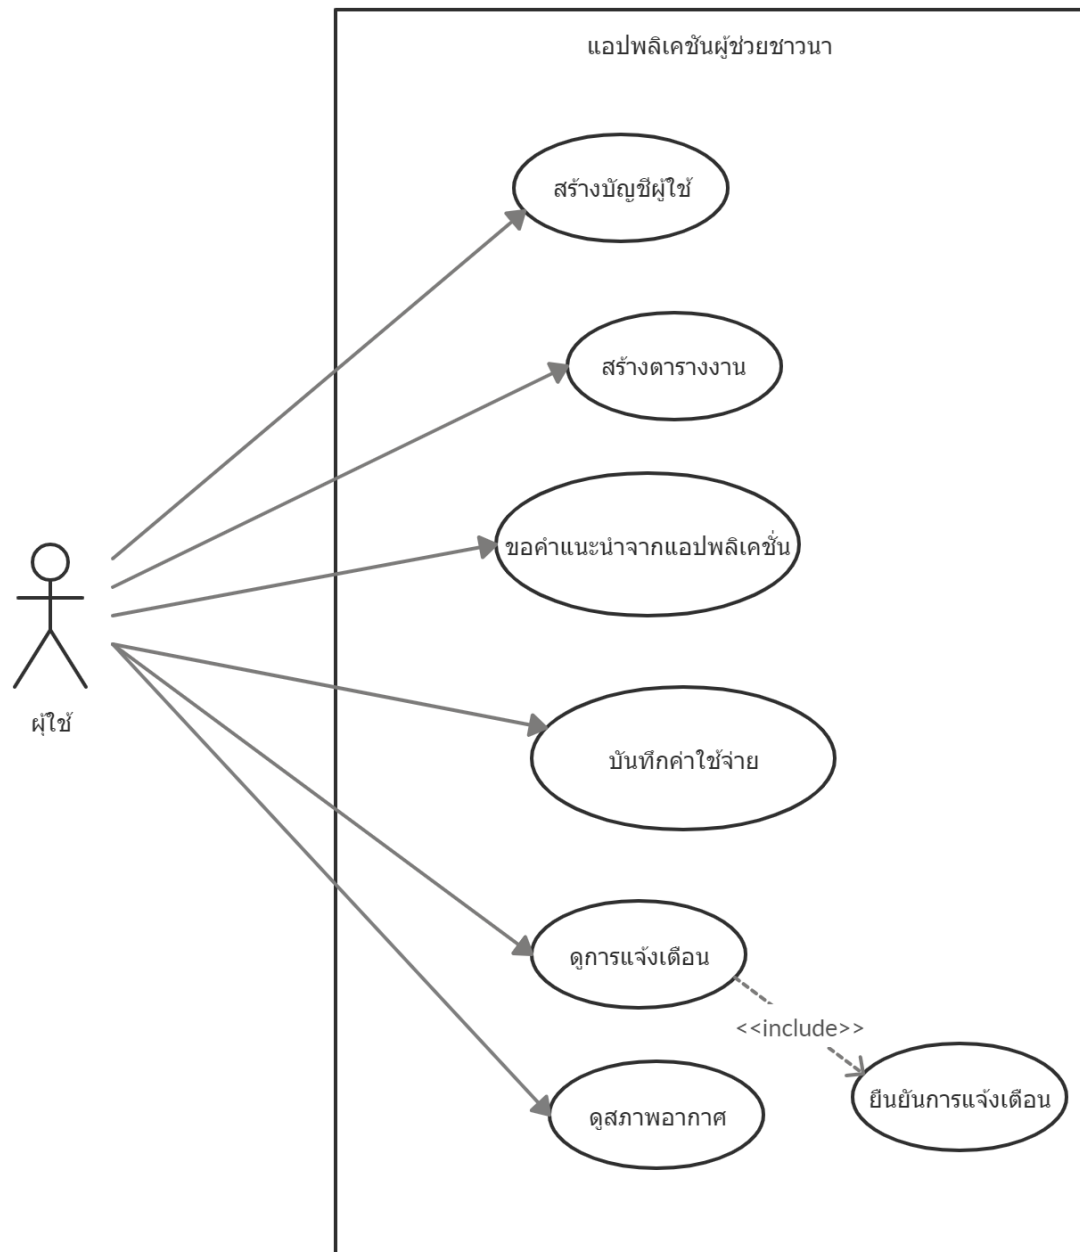 แอปพลิเคชันผู้ช่วยชาวนา
สร้างบัญชีผู้ใช้
สร้างตารางงาน
ขอคำแนะนำจากแอปพลิเคชั่น
ผุ้ใช้
บันทึกค่าใช้จ่าย
ดูการแจ้งเตือน
<<include>>
ยืนยันการแจ้งเตือน
ดูสภาพอากาศ